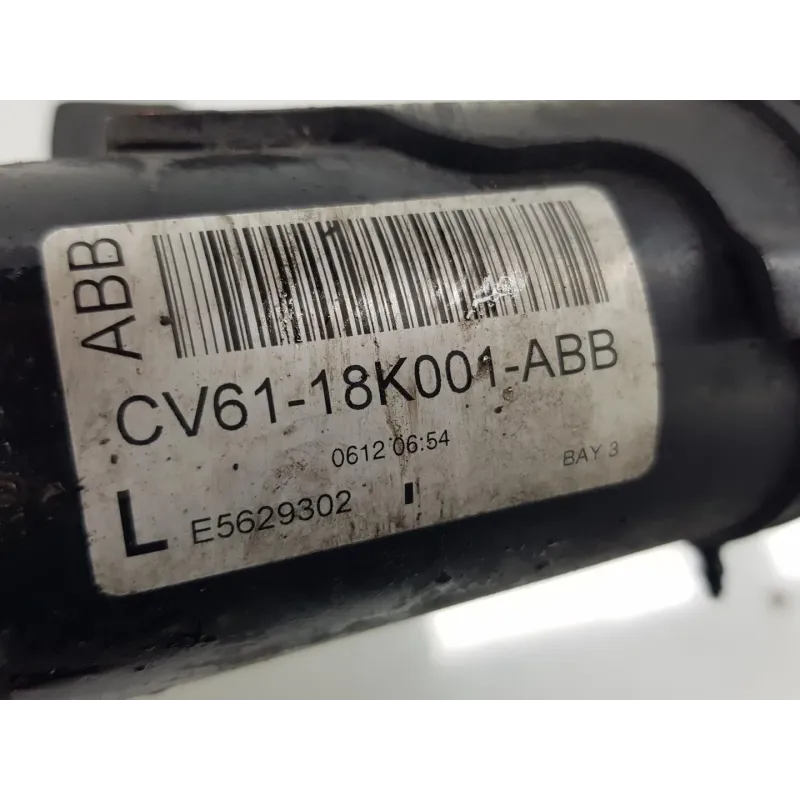 ABB
CV61-18K001-ABB
0612 06:54
BAY 3
L E5629302